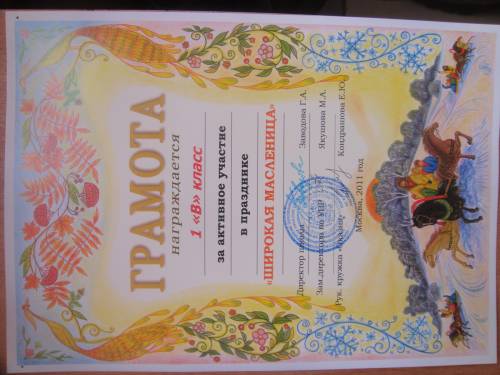 ГРАМОТА
награждается
1 «В» класс
за активное участие
в празднике
«ШИРОКАЯ МАСЛЕНИЦА»
Директор школы Заводова Г.А.
Зам.директора по УВР Якушова М.А.
Рук. кружка Кондрашова Е.Ю.
Москва, 2011 год